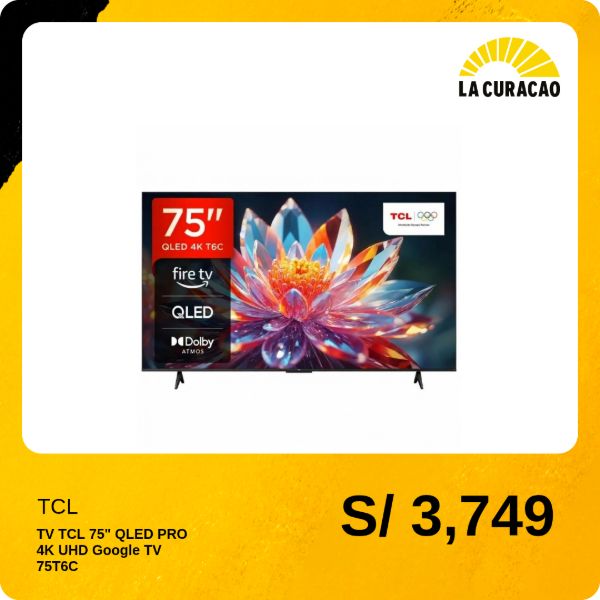 LA CURACAO
75"
QLED 4K T6C
TCL
fire tv
QLED
Dolby
ATMOS
TCL
TV TCL 75" QLED PRO
4K UHD Google TV
75T6C
S/ 3,749